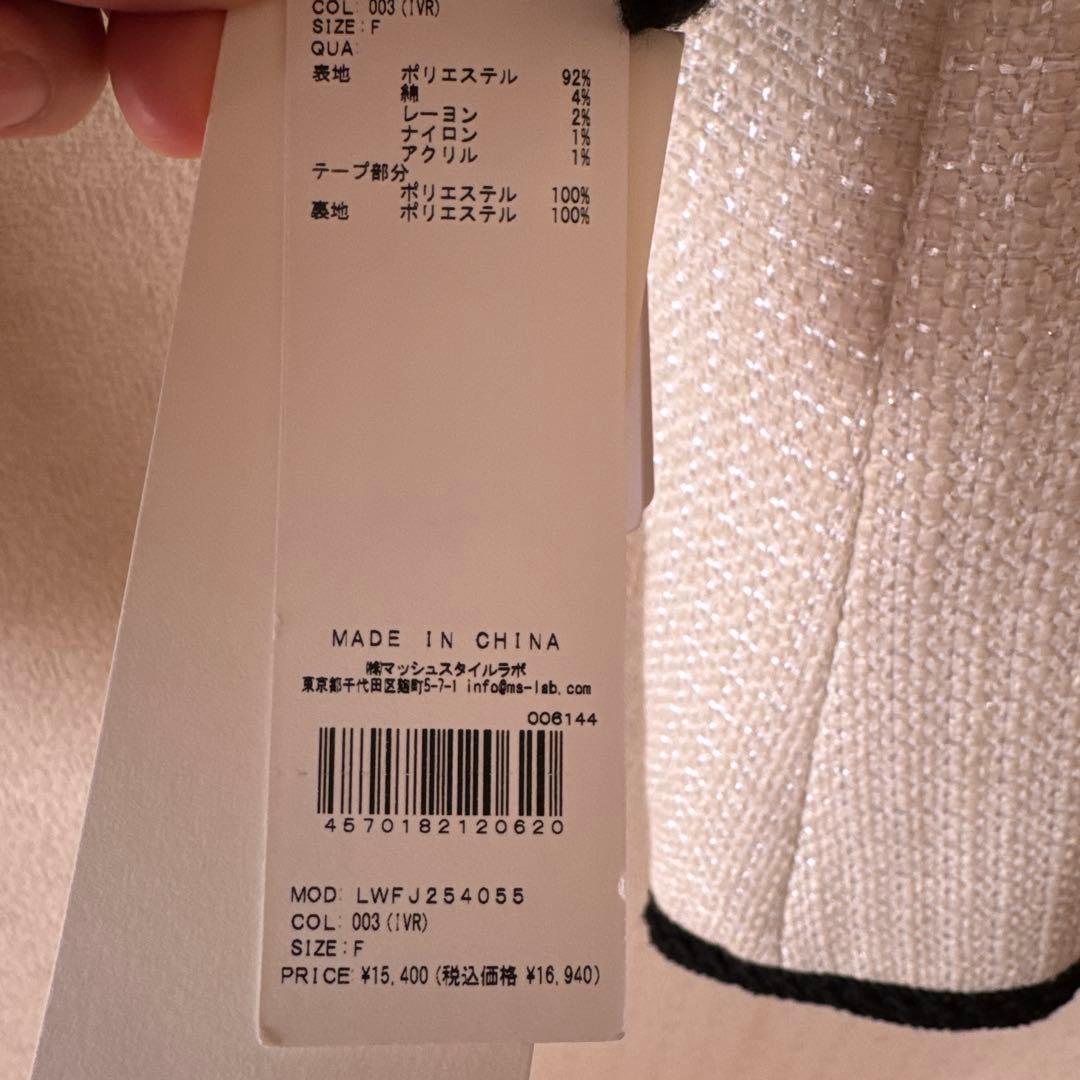 COL: 003 (IVR)
SIZE: F
QUA:
表地 ポリエステル 92%
綿 4%
レーヨン 2%
ナイロン 1%
アクリル 1%
テープ部分
ポリエステル 100%
裏地 ポリエステル 100%
MADE IN CHINA
㈱マッシュスタイルラボ
東京都千代田区麹町5-7-1 info@ms-lab.com
006144
4570182120620
MOD: LWFJ254055
COL: 003 (IVR)
SIZE: F
PRICE: ¥15,400 (税込価格 ¥16,940)